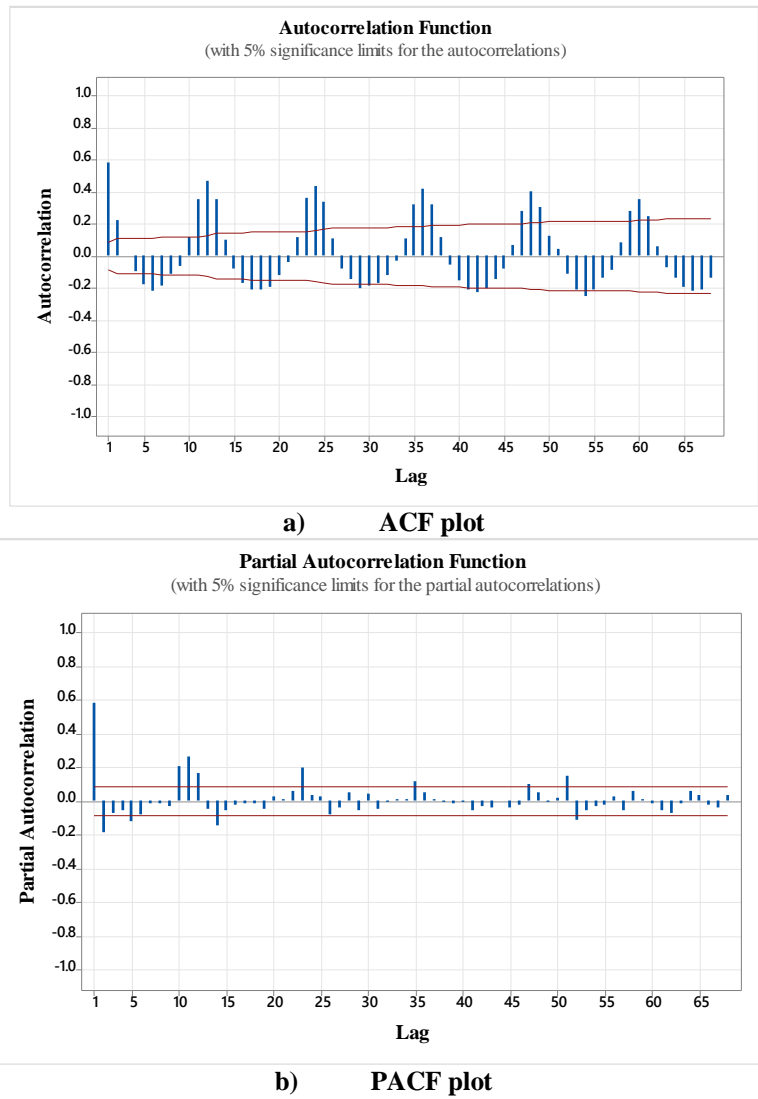 Autocorrelation Function
(with 5% significance limits for the autocorrelations)
1.0
0.8
0.6
0.4
0.2
0.0
-0.2
-0.4
-0.6
-0.8
-1.0
Autocorrelation
1 5 10 15 20 25 30 35 40 45 50 55 60 65
Lag
a) ACF plot
Partial Autocorrelation Function
(with 5% significance limits for the partial autocorrelations)
1.0
0.8
0.6
0.4
0.2
0.0
-0.2
-0.4
-0.6
-0.8
-1.0
Partial Autocorrelation
1 5 10 15 20 25 30 35 40 45 50 55 60 65
Lag
b) PACF plot